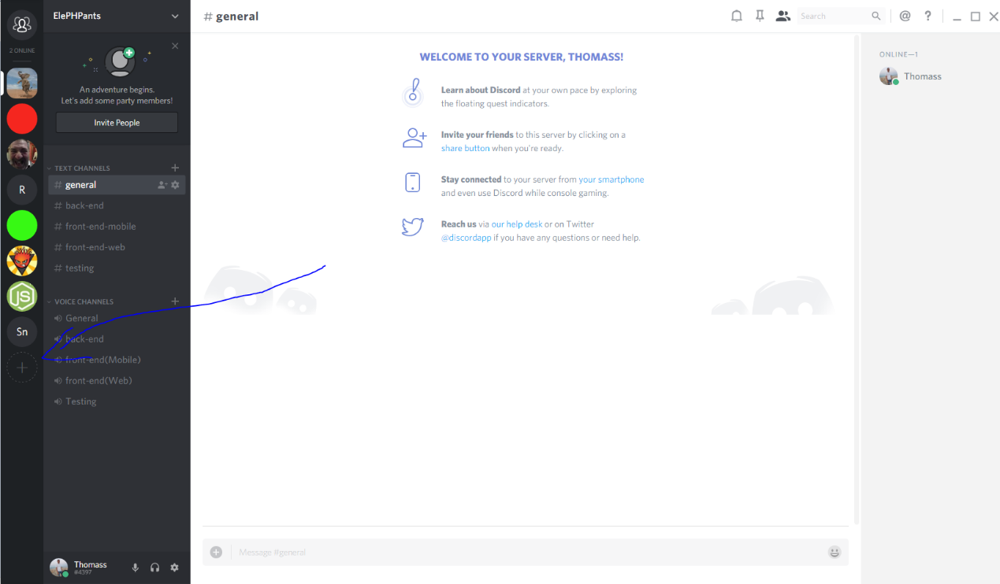 ElePHPants
2 ONLINE
An adventure begins.
Let's add some party members!
Invite People
TEXT CHANNELS
# general
# back-end
# front-end-mobile
# front-end-web
# testing
VOICE CHANNELS
General
back-end
front-end(Mobile)
front-end(Web)
Testing
R
JS
Sn
Thomass
#4397
# general
Search
@ ?
WELCOME TO YOUR SERVER, THOMASS!
Learn about Discord at your own pace by exploring
the floating quest indicators.
Invite your friends to this server by clicking on a
share button when you're ready.
Stay connected to your server from your smartphone
and even use Discord while console gaming.
Reach us via our help desk or on Twitter
@discordapp if you have any questions or need help.
Message #general
ONLINE—1
Thomass